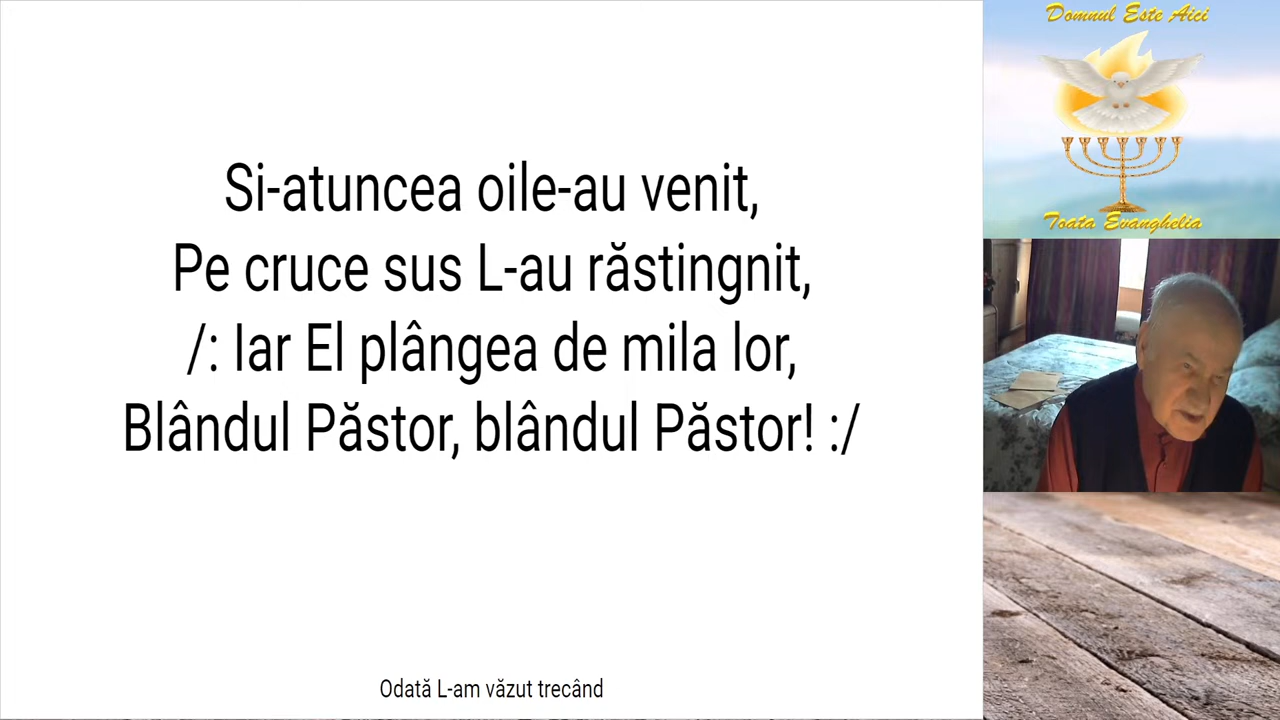 Si-atuncea oile-au venit,
Pe cruce sus L-au răstingnit,
/: Iar El plângea de mila lor,
Blândul Păstor, blândul Păstor! :/
Odată L-am văzut trecând
Domnul Este Aici
Toata Evanghelia